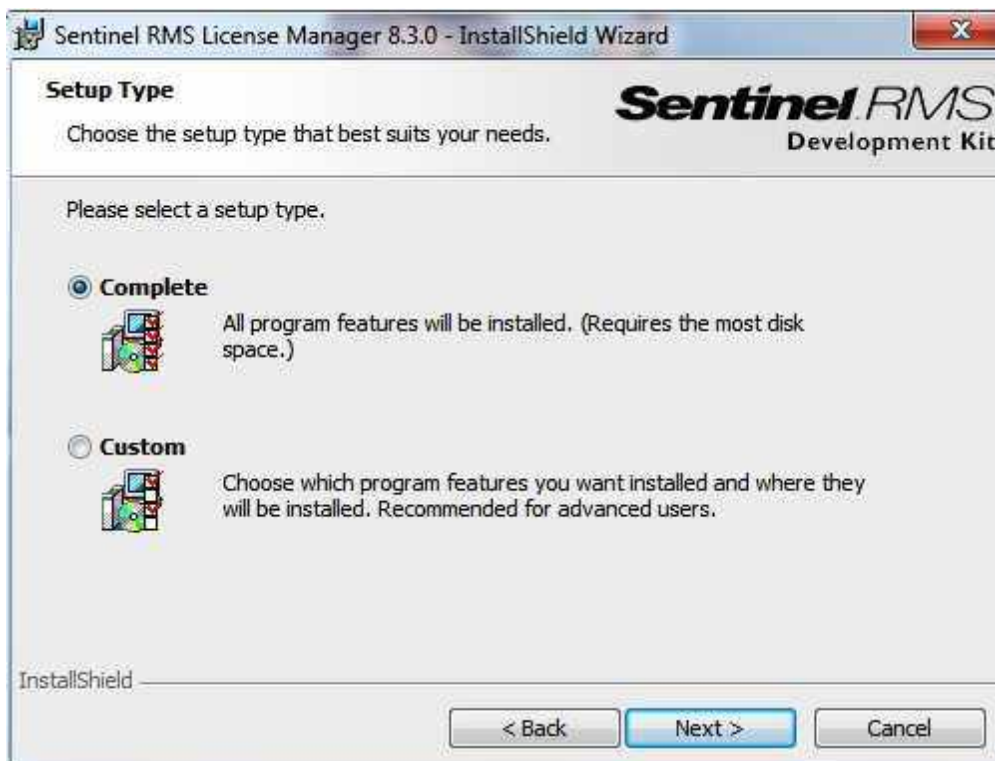 Sentinel RMS License Manager 8.3.0 - InstallShield Wizard
Setup Type
Choose the setup type that best suits your needs.
Sentinel RMS
Development Kit
Please select a setup type.
Complete
All program features will be installed. (Requires the most disk
space.)
Custom
Choose which program features you want installed and where they
will be installed. Recommended for advanced users.
InstallShield
< Back
Next >
Cancel